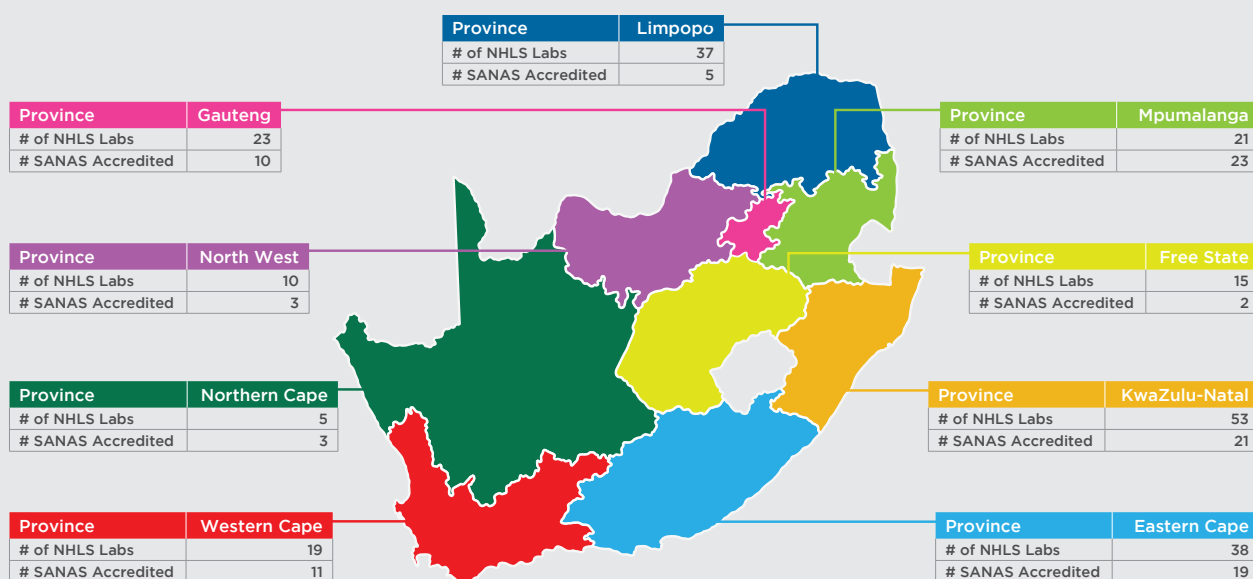 Province Limpopo
# of NHLS Labs 37
# SANAS Accredited 5
Province Gauteng
# of NHLS Labs 23
# SANAS Accredited 10
Province Mpumalanga
# of NHLS Labs 21
# SANAS Accredited 23
Province North West
# of NHLS Labs 10
# SANAS Accredited 3
Province Free State
# of NHLS Labs 15
# SANAS Accredited 2
Province Northern Cape
# of NHLS Labs 5
# SANAS Accredited 3
Province KwaZulu-Natal
# of NHLS Labs 53
# SANAS Accredited 21
Province Western Cape
# of NHLS Labs 19
# SANAS Accredited 11
Province Eastern Cape
# of NHLS Labs 38
# SANAS Accredited 19